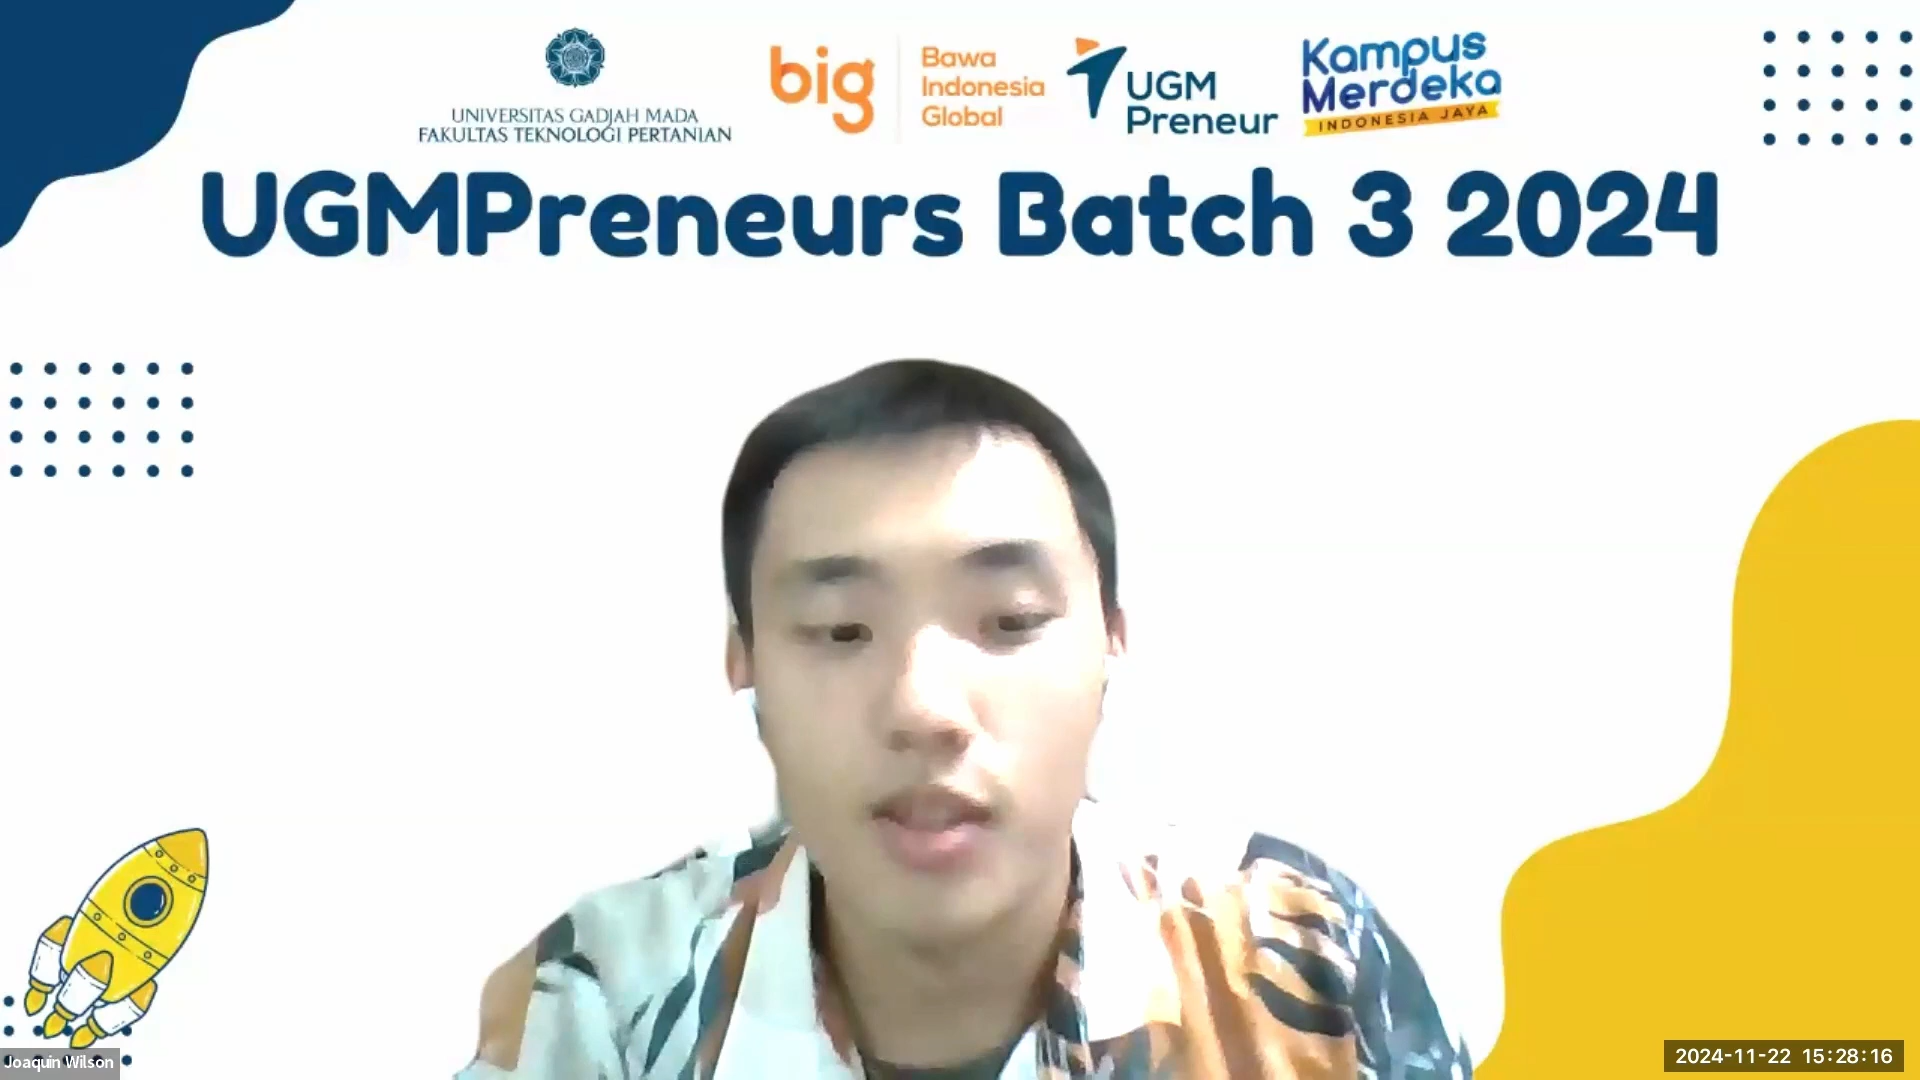 UNIVERSITAS GADJAH MADA
FAKULTAS TEKNOLOGI PERTANIAN
big
Bawa
Indonesia
Global
UGM
Preneur
Kampus
Merdeka
INDONESIA JAYA
UGMPreneurs Batch 3 2024
Joaquin Wilson
2024-11-22 15:28:16